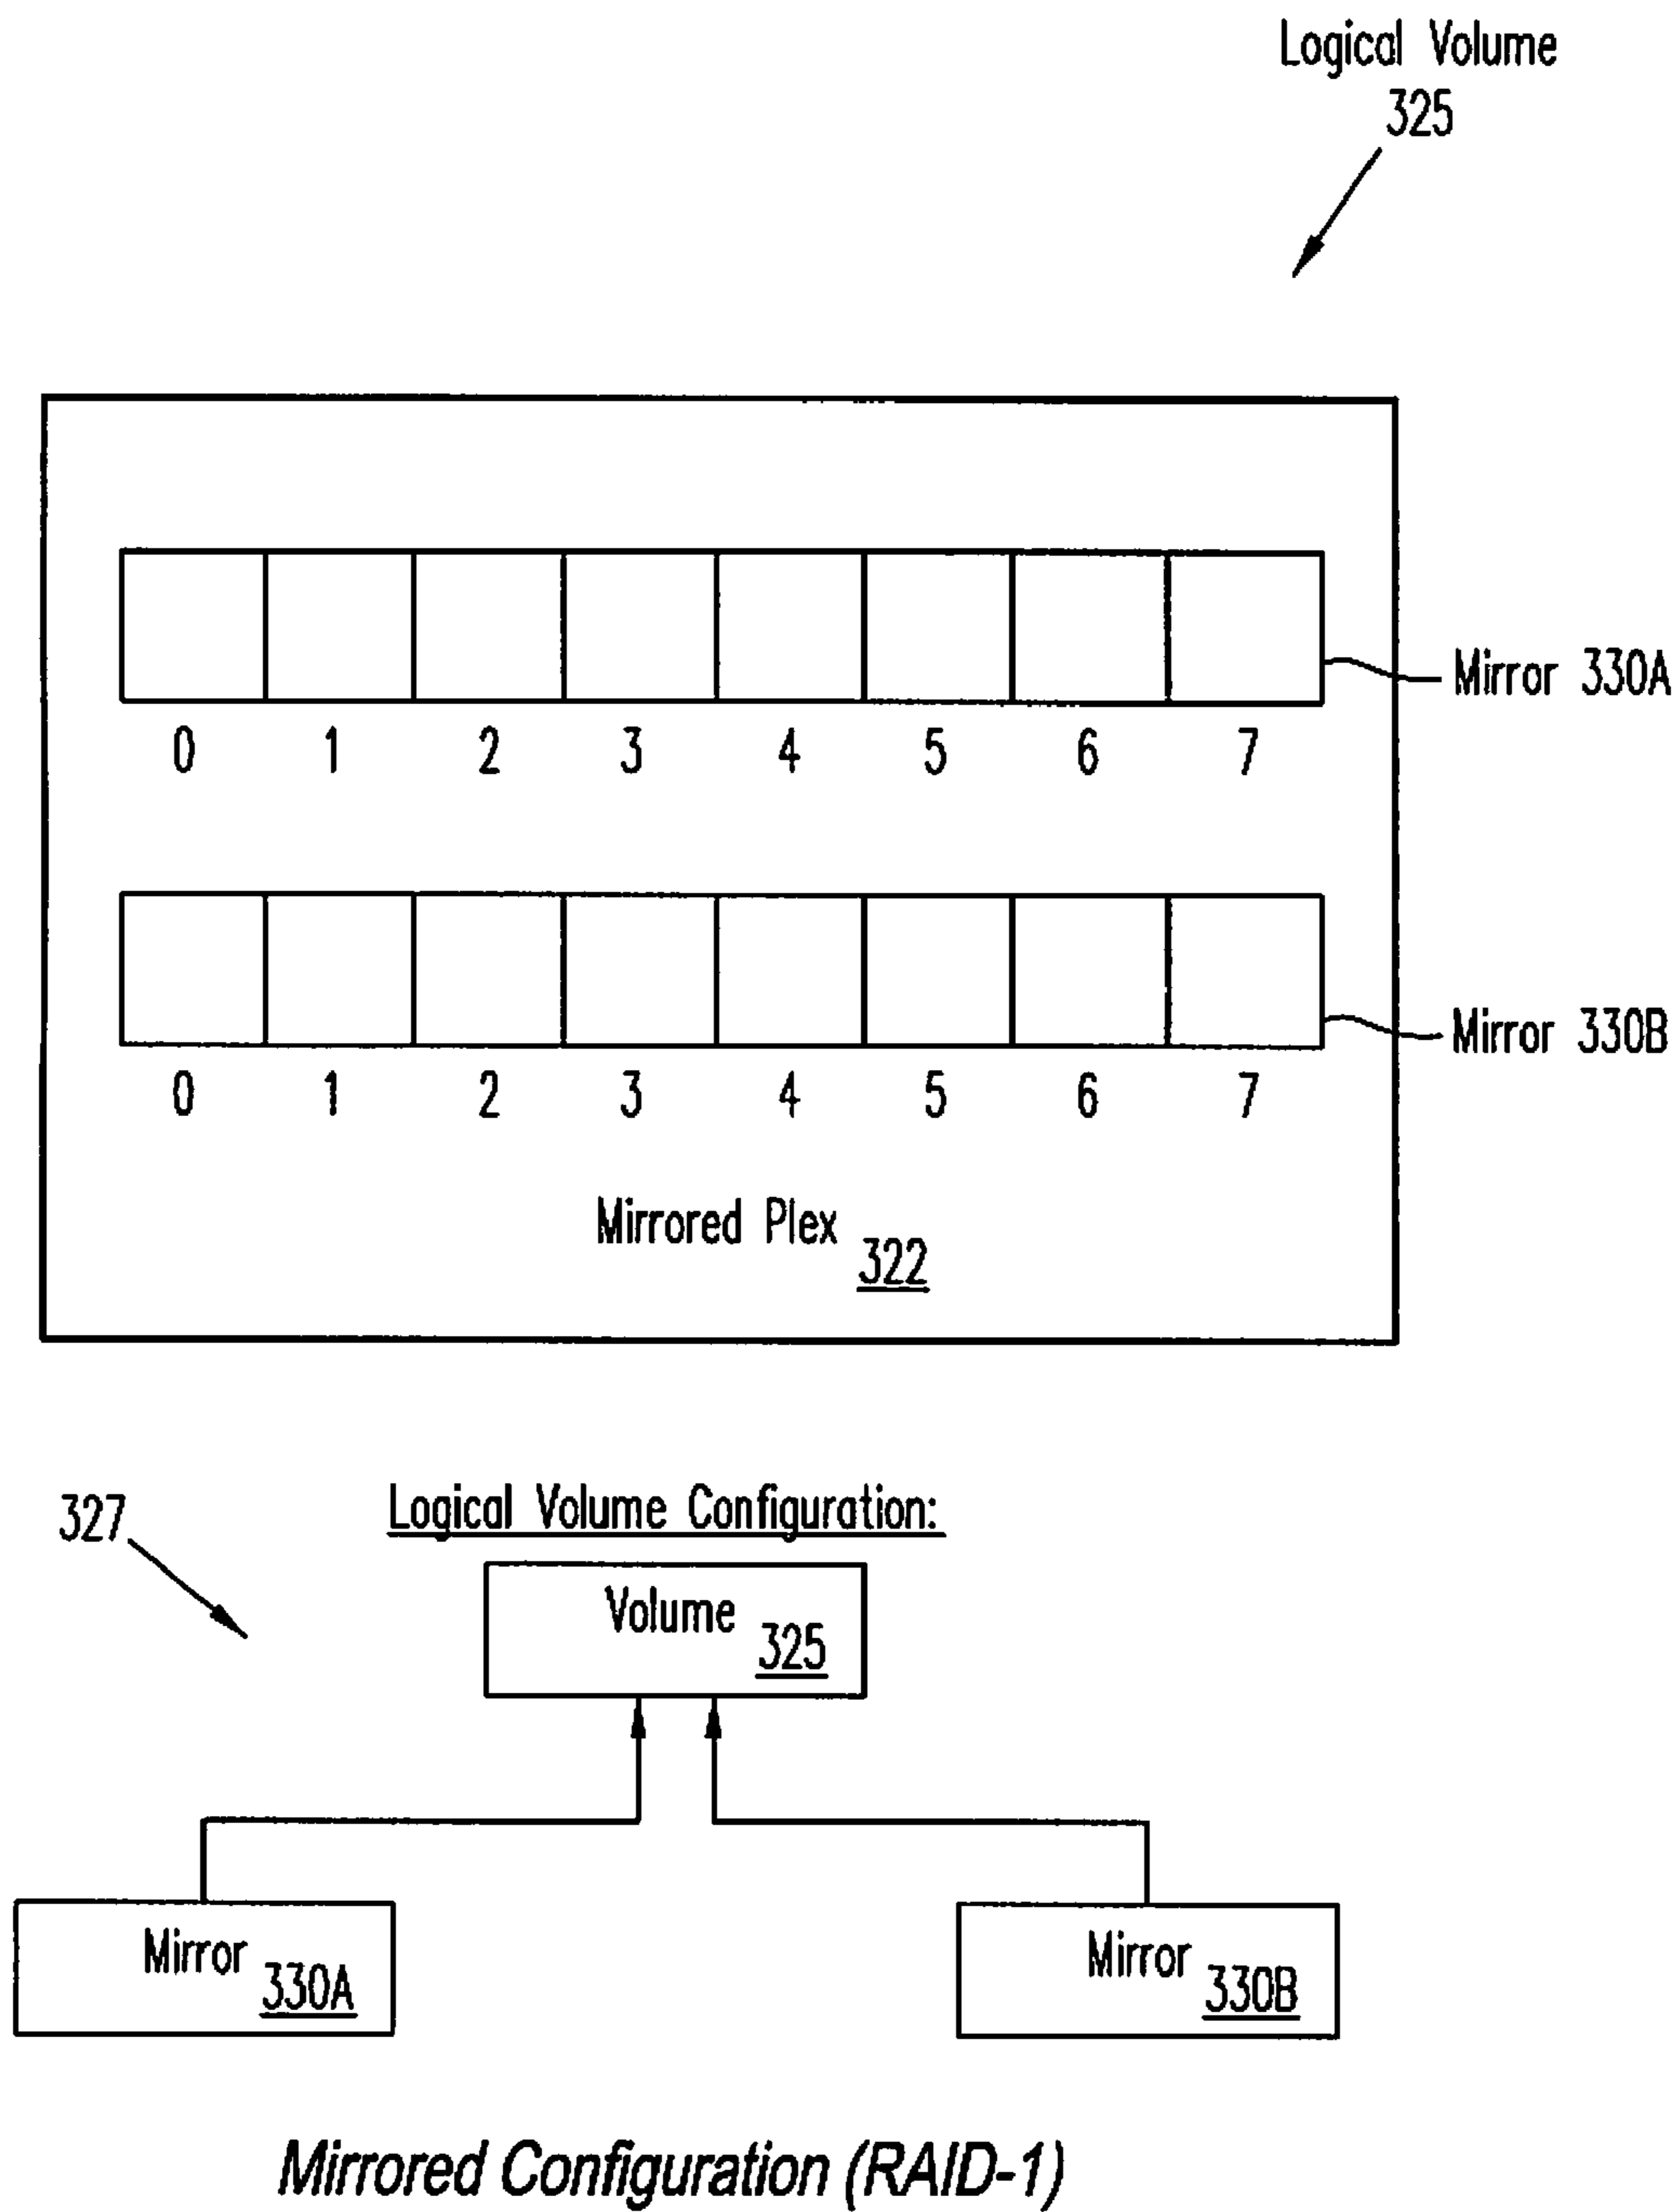 Logical Volume
325
Mirror 330A
0 1 2 3 4 5 6 7
Mirror 330B
0 1 2 3 4 5 6 7
Mirrored Plex 322
327
Logical Volume Configuration:
Volume 325
Mirror 330A
Mirror 330B
Mirrored Configuration (RAID-1)